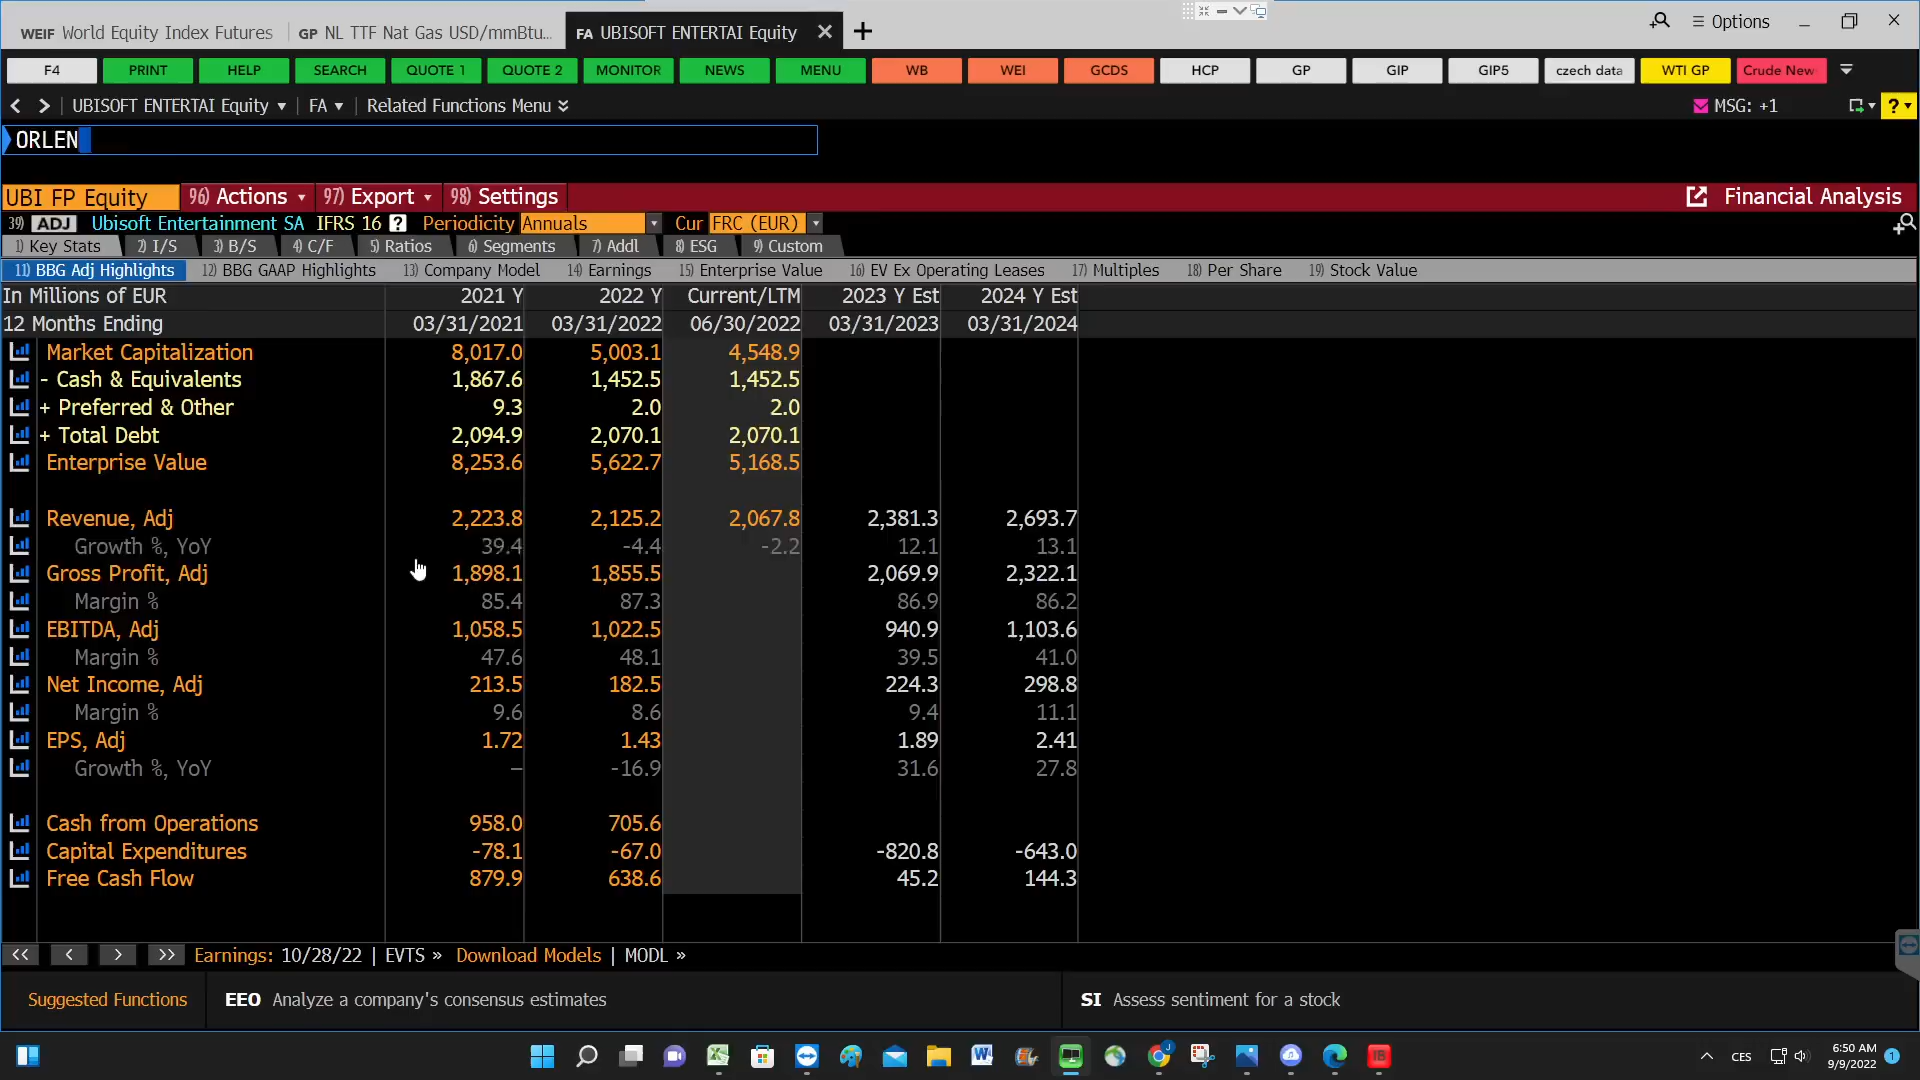 WEIF World Equity Index Futures GP NL TTF Nat Gas USD/mmBtu... FA UBISOFT ENTERTAI Equity Options
F4 PRINT HELP SEARCH QUOTE 1 QUOTE 2 MONITOR NEWS MENU WB WEI GCDS HCP GP GIP GIP5 czech data WTI GP Crude New
UBISOFT ENTERTAI Equity FA Related Functions Menu MSG: +1 ?
ORLEN
UBI FP Equity 96) Actions 97) Export 98) Settings Financial Analysis
39) ADJ Ubisoft Entertainment SA IFRS 16 ? Periodicity Annuals Cur FRC (EUR)
1) Key Stats 2) I/S 3) B/S 4) C/F 5) Ratios 6) Segments 7) Addl 8) ESG 9) Custom
11) BBG Adj Highlights 12) BBG GAAP Highlights 13) Company Model 14) Earnings 15) Enterprise Value 16) EV Ex Operating Leases 17) Multiples 18) Per Share 19) Stock Value
In Millions of EUR 2021 Y 2022 Y Current/LTM 2023 Y Est 2024 Y Est
12 Months Ending 03/31/2021 03/31/2022 06/30/2022 03/31/2023 03/31/2024
Market Capitalization 8,017.0 5,003.1 4,548.9
- Cash & Equivalents 1,867.6 1,452.5 1,452.5
+ Preferred & Other 9.3 2.0 2.0
+ Total Debt 2,094.9 2,070.1 2,070.1
Enterprise Value 8,253.6 5,622.7 5,168.5
Revenue, Adj 2,223.8 2,125.2 2,067.8 2,381.3 2,693.7
Growth %, YoY 39.4 -4.4 -2.2 12.1 13.1
Gross Profit, Adj 1,898.1 1,855.5 2,069.9 2,322.1
Margin % 85.4 87.3 86.9 86.2
EBITDA, Adj 1,058.5 1,022.5 940.9 1,103.6
Margin % 47.6 48.1 39.5 41.0
Net Income, Adj 213.5 182.5 224.3 298.8
Margin % 9.6 8.6 9.4 11.1
EPS, Adj 1.72 1.43 1.89 2.41
Growth %, YoY – -16.9 31.6 27.8
Cash from Operations 958.0 705.6
Capital Expenditures -78.1 -67.0 -820.8 -643.0
Free Cash Flow 879.9 638.6 45.2 144.3
<< < > >> Earnings: 10/28/22 | EVTS » Download Models | MODL »
Suggested Functions EEO Analyze a company's consensus estimates SI Assess sentiment for a stock
CES 6:50 AM
9/9/2022 1